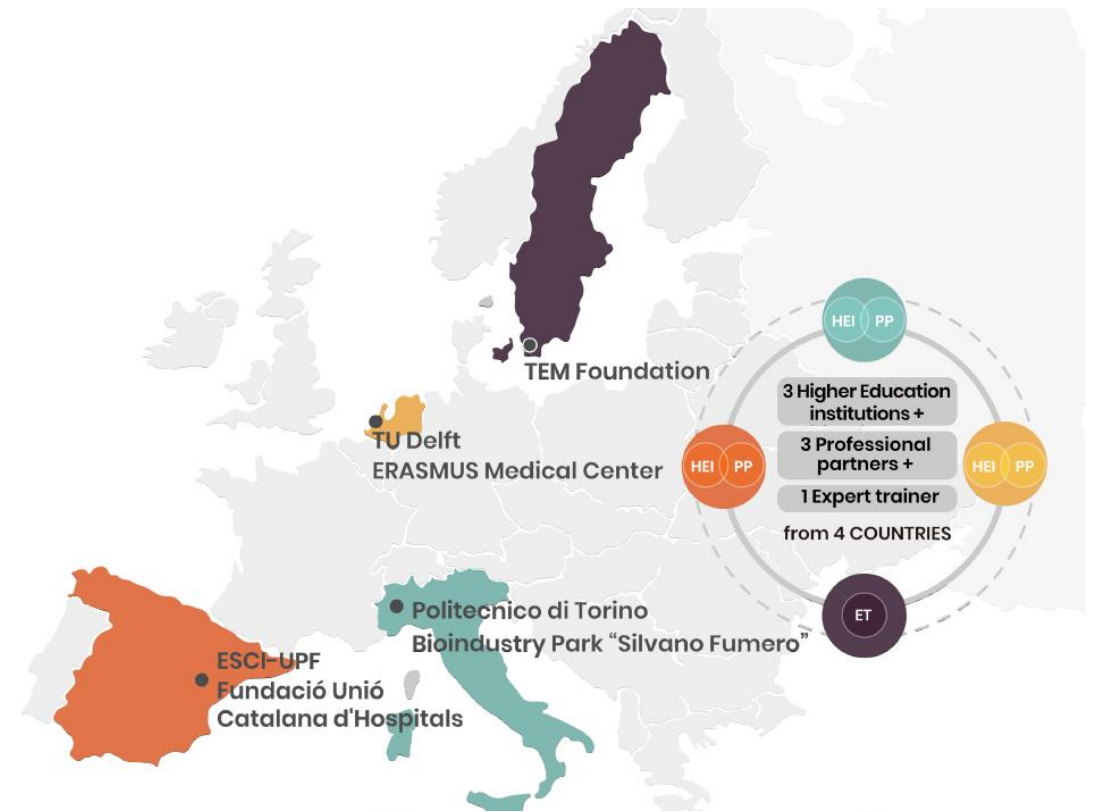 TEM Foundation
TU Delft
ERASMUS Medical Center
Politecnico di Torino
Bioindustry Park “Silvano Fumero”
ESCI-UPF
Fundació Unió
Catalana d'Hospitals
HEI PP
3 Higher Education
institutions +
3 Professional
partners +
1 Expert trainer
from 4 COUNTRIES
HEI PP
HEI PP
ET